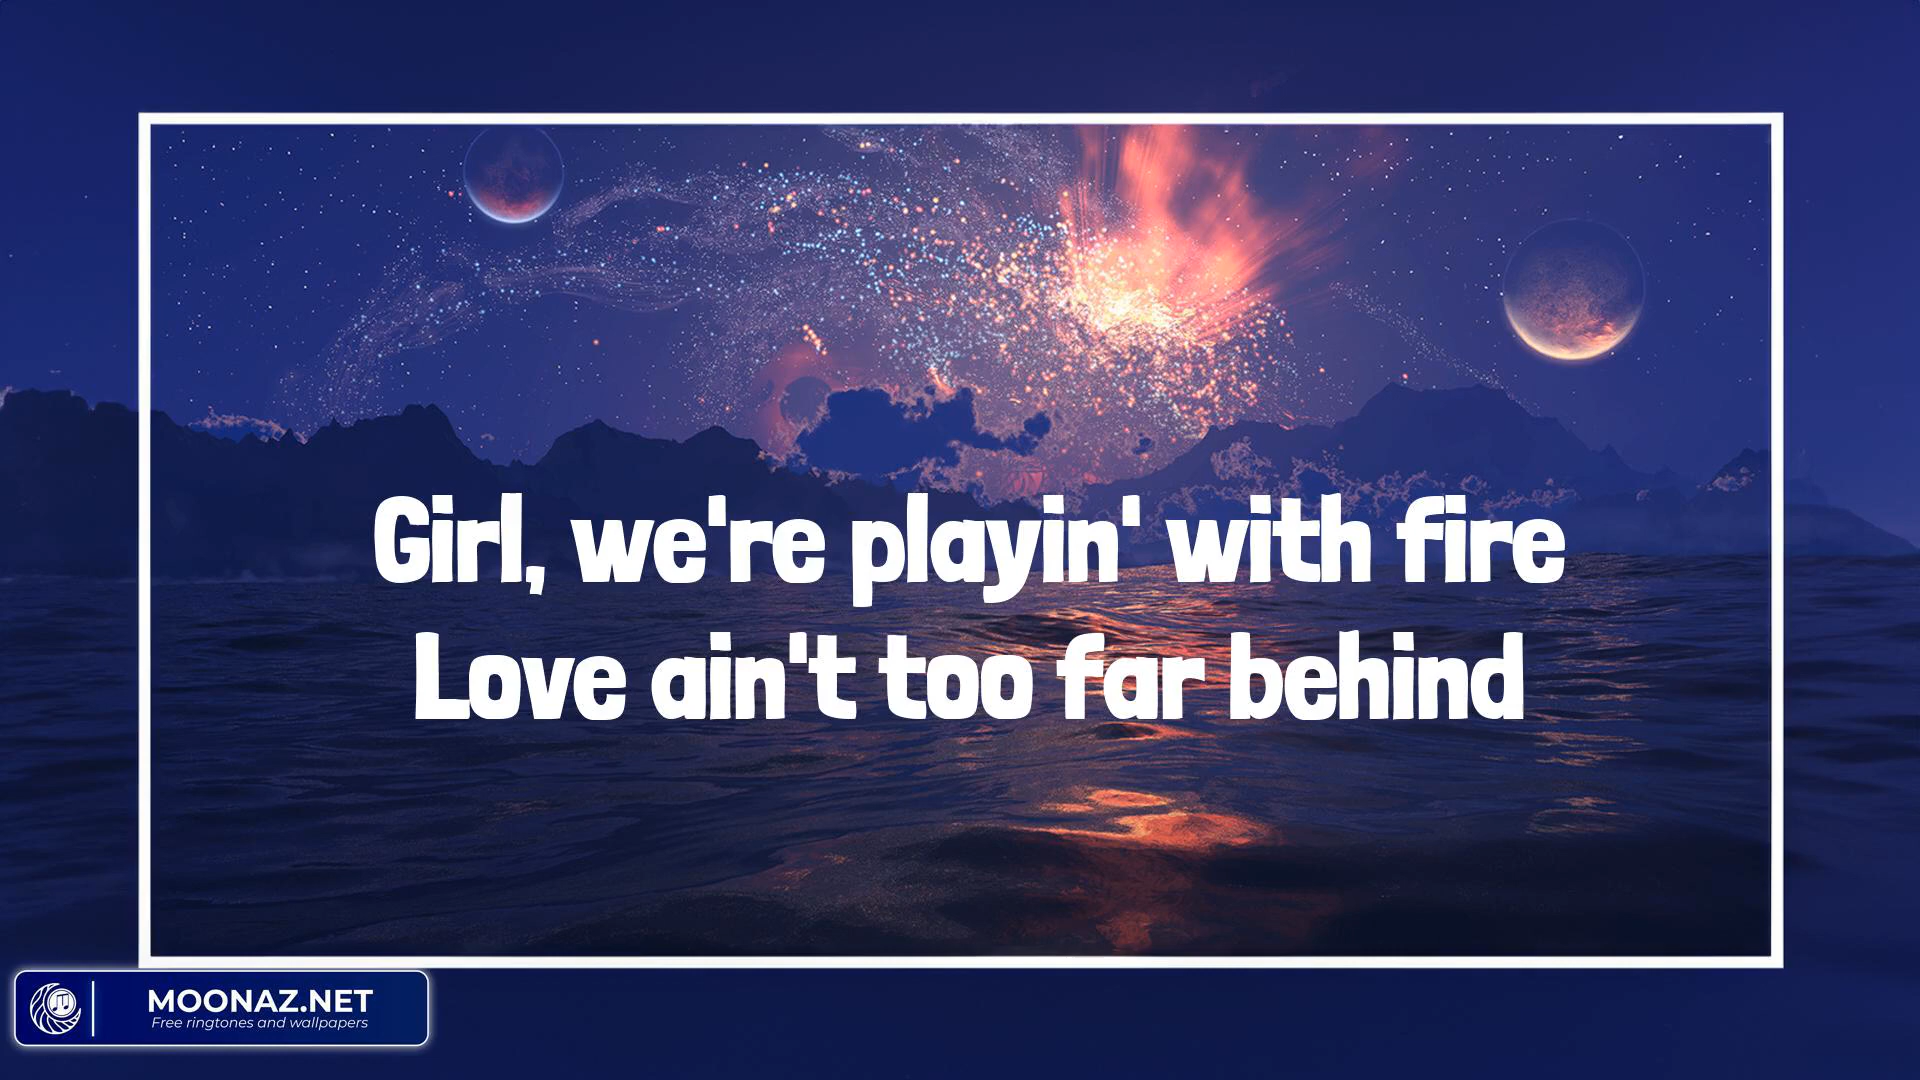 Girl, we're playin' with fire
Love ain't too far behind
MOONAZ.NET
Free ringtones and wallpapers